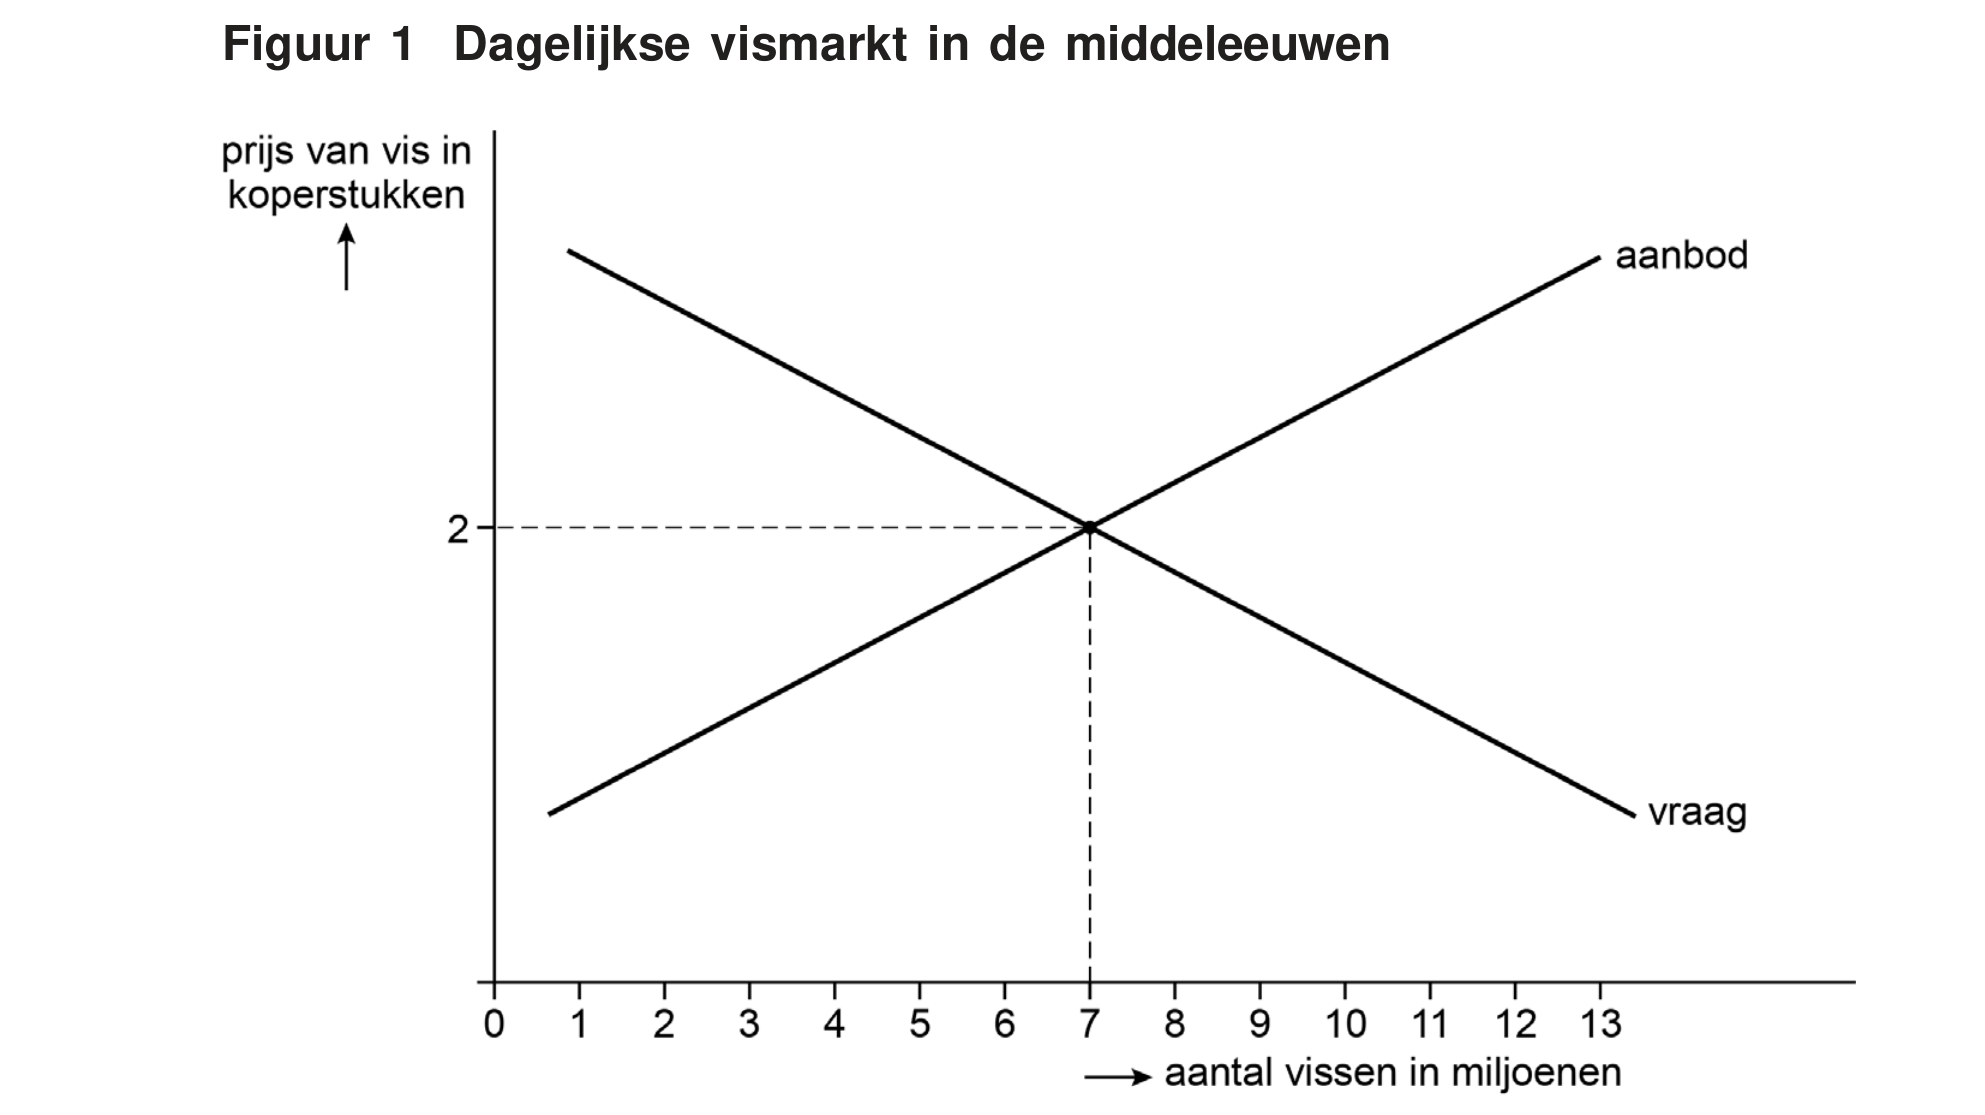 Figuur 1 Dagelijkse vismarkt in de middeleeuwen
prijs van vis in
koperstukken
aanbod
2
vraag
0 1 2 3 4 5 6 7 8 9 10 11 12 13
aantal vissen in miljoenen